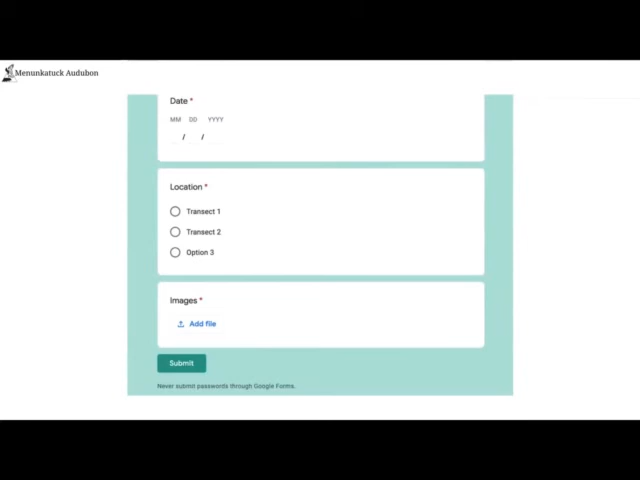 Menunkatuck Audubon
Date *
MM DD YYYY
/ /
Location *
Transect 1
Transect 2
Option 3
Images *
Add file
Submit
Never submit passwords through Google Forms.